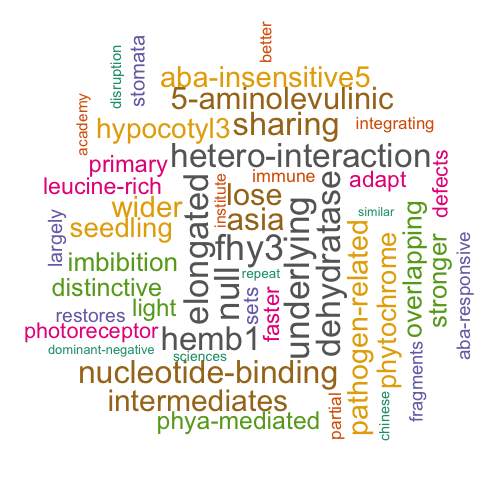 better
disruption
stomata
aba-insensitive5
5-aminolevulinic
academy
hypocotyl3
sharing
integrating
primary
hetero-interaction
leucine-rich
immune
adapt
defects
wider
institute
lose
similar
largely
seedling
elongated
asia
underlying
dehydratase
overlapping
stronger
aba-responsive
fhy3
imbibition
null
repeat
pathogen-related
phytochrome
distinctive
light
sets
faster
restores
photoreceptor
hemb1
dominant-negative
sciences
nucleotide-binding
fragments
intermediates
partial
chinese
phya-mediated